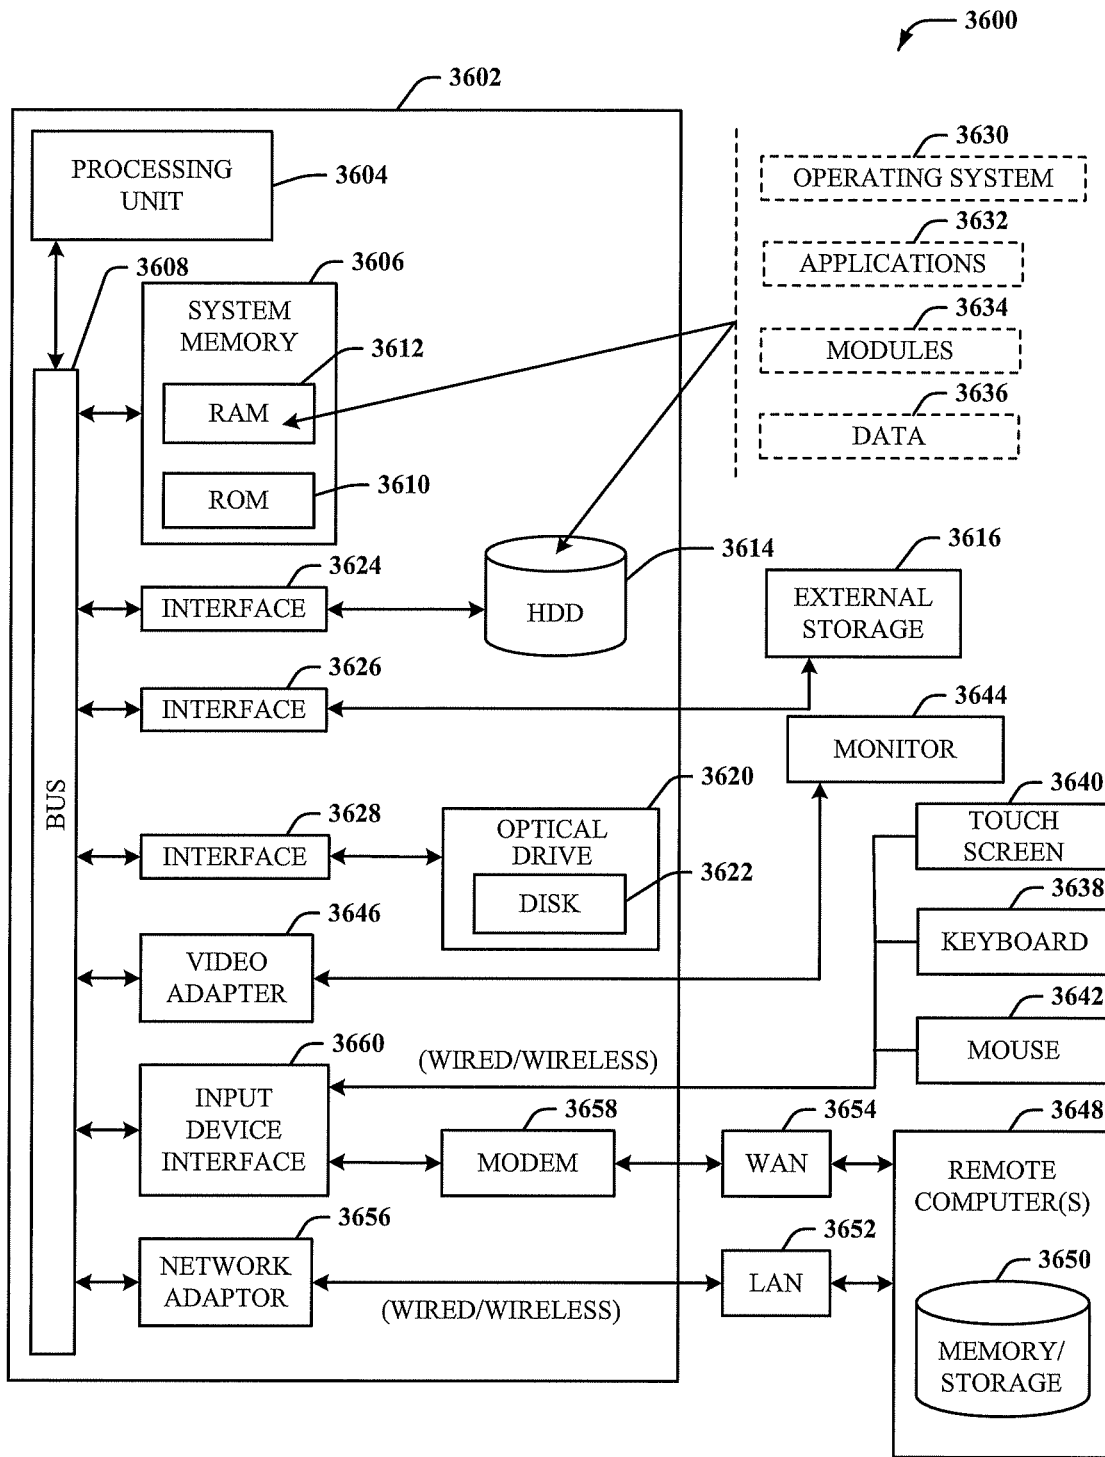 3600
3602
PROCESSING
UNIT
3604
3630
OPERATING SYSTEM
3632
APPLICATIONS
3634
MODULES
3636
DATA
3608
3606
SYSTEM
MEMORY
3612
RAM
ROM
3610
3624
INTERFACE
3614
HDD
3616
EXTERNAL
STORAGE
3626
INTERFACE
3644
MONITOR
BUS
3628
INTERFACE
3620
OPTICAL
DRIVE
3622
DISK
3640
TOUCH
SCREEN
3638
KEYBOARD
3642
MOUSE
3646
VIDEO
ADAPTER
3660
INPUT
DEVICE
INTERFACE
(WIRED/WIRELESS)
3658
MODEM
3654
WAN
3648
REMOTE
COMPUTER(S)
3656
NETWORK
ADAPTOR
(WIRED/WIRELESS)
3652
LAN
3650
MEMORY/
STORAGE